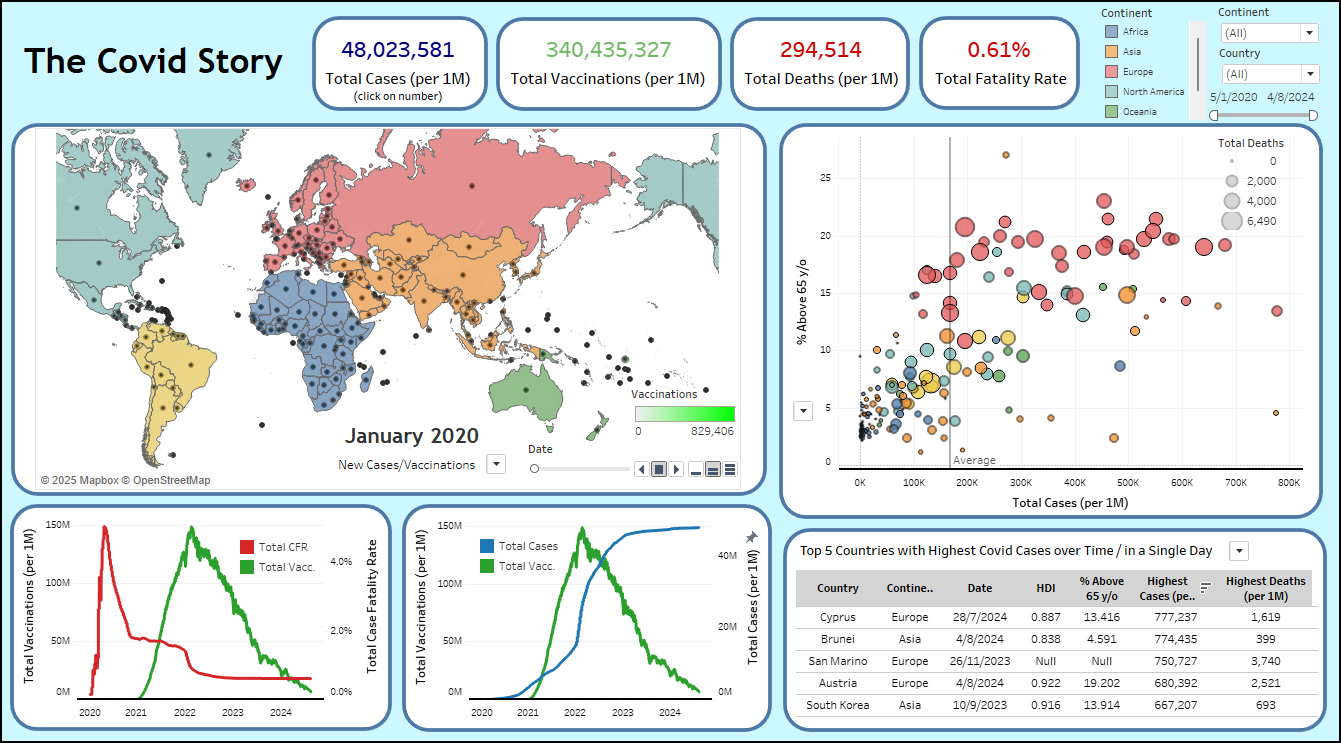 The Covid Story
48,023,581
Total Cases (per 1M)
(click on number)
340,435,327
Total Vaccinations (per 1M)
294,514
Total Deaths (per 1M)
0.61%
Total Fatality Rate
Continent
Africa
Asia
Europe
North America
Oceania
Continent
(All)
Country
(All)
5/1/2020 4/8/2024
January 2020
New Cases/Vaccinations
Date
Vaccinations
0 829,406
© 2025 Mapbox © OpenStreetMap
Total Deaths
0
2,000
4,000
6,490
% Above 65 y/o
25
20
15
10
5
0
Average
0K 100K 200K 300K 400K 500K 600K 700K 800K
Total Cases (per 1M)
Total Vaccinations (per 1M)
150M
100M
50M
0M
Total CFR
Total Vacc.
4.0%
2.0%
0.0%
Total Case Fatality Rate
2020 2021 2022 2023 2024
Total Vaccinations (per 1M)
150M
100M
50M
0M
Total Cases
Total Vacc.
40M
20M
0M
Total Cases (per 1M)
2020 2021 2022 2023 2024
Top 5 Countries with Highest Covid Cases over Time / in a Single Day
Country Contine.. Date HDI % Above 65 y/o Highest Cases (pe.. Highest Deaths (per 1M)
Cyprus Europe 28/7/2024 0.887 13.416 777,237 1,619
Brunei Asia 4/8/2024 0.838 4.591 774,435 399
San Marino Europe 26/11/2023 Null Null 750,727 3,740
Austria Europe 4/8/2024 0.922 19.202 680,392 2,521
South Korea Asia 10/9/2023 0.916 13.914 667,207 693